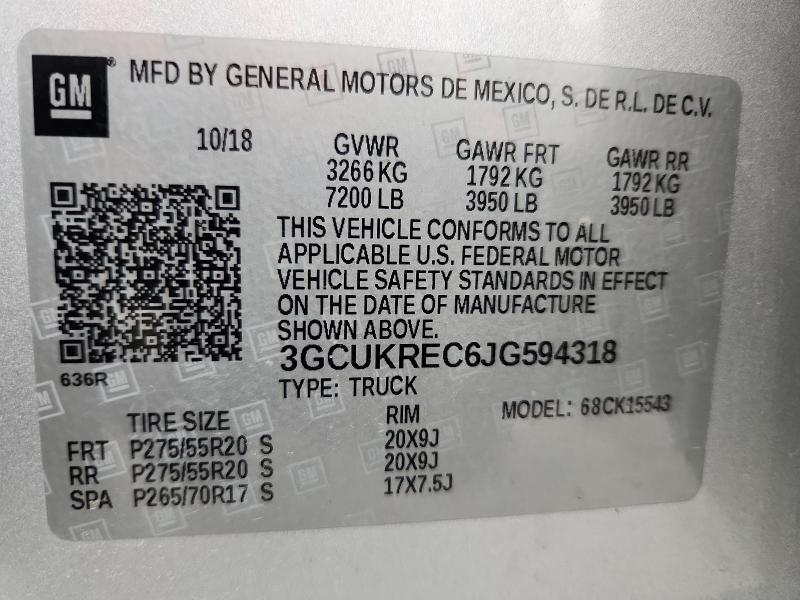 GM
MFD BY GENERAL MOTORS DE MEXICO, S. DE R.L. DE C.V.
10/18 GVWR GAWR FRT GAWR RR
3266 KG 1792 KG 1792 KG
7200 LB 3950 LB 3950 LB
THIS VEHICLE CONFORMS TO ALL
APPLICABLE U.S. FEDERAL MOTOR
VEHICLE SAFETY STANDARDS IN EFFECT
ON THE DATE OF MANUFACTURE
SHOWN ABOVE.
3GCUKREC6JG594318
636R
TYPE: TRUCK
MODEL: 68CK15543
TIRE SIZE RIM
FRT P275/55R20 S 20X9J
RR P275/55R20 S 20X9J
SPA P265/70R17 S 17X7.5J